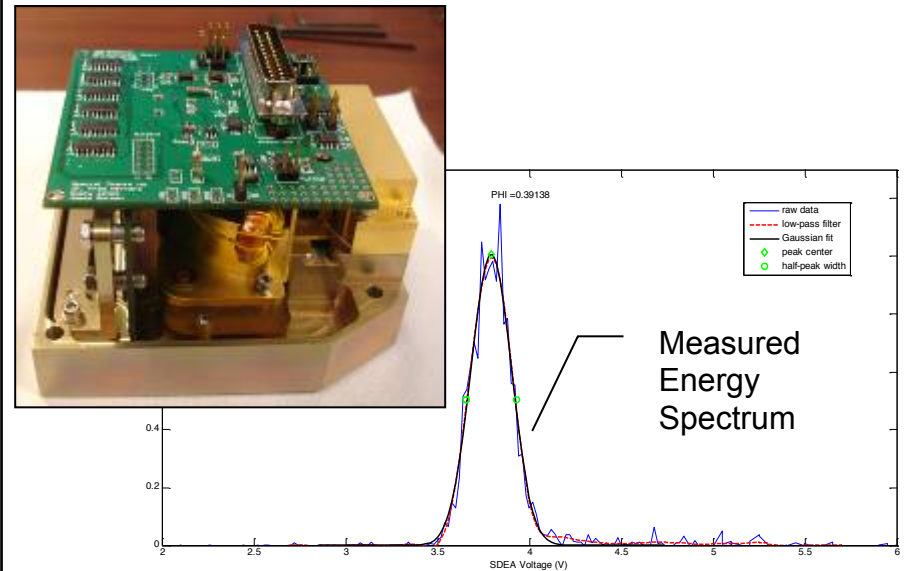 PHI =0.39138
raw data
low-pass filter
Gaussian fit
peak center
half-peak width
Measured
Energy
Spectrum
0.4
0.2
0
2
2.5
3
3.5
4
4.5
5
5.5
6
SDEA Voltage (V)